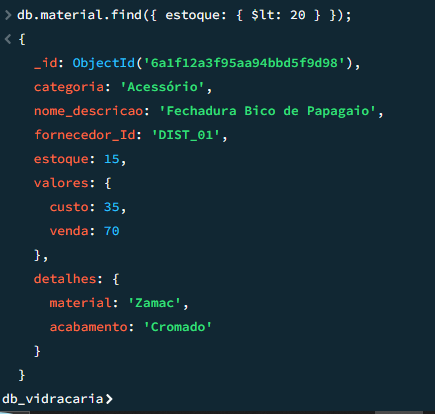 > db.material.find({ estoque: { $lt: 20 } });
< {
_id: ObjectId('6a1f12a3f95aa94bbd5f9d98'),
categoria: 'Acessório',
nome_descricao: 'Fechadura Bico de Papagaio',
fornecedor_Id: 'DIST_01',
estoque: 15,
valores: {
custo: 35,
venda: 70
},
detalhes: {
material: 'Zamac',
acabamento: 'Cromado'
}
}
db_vidracaria>